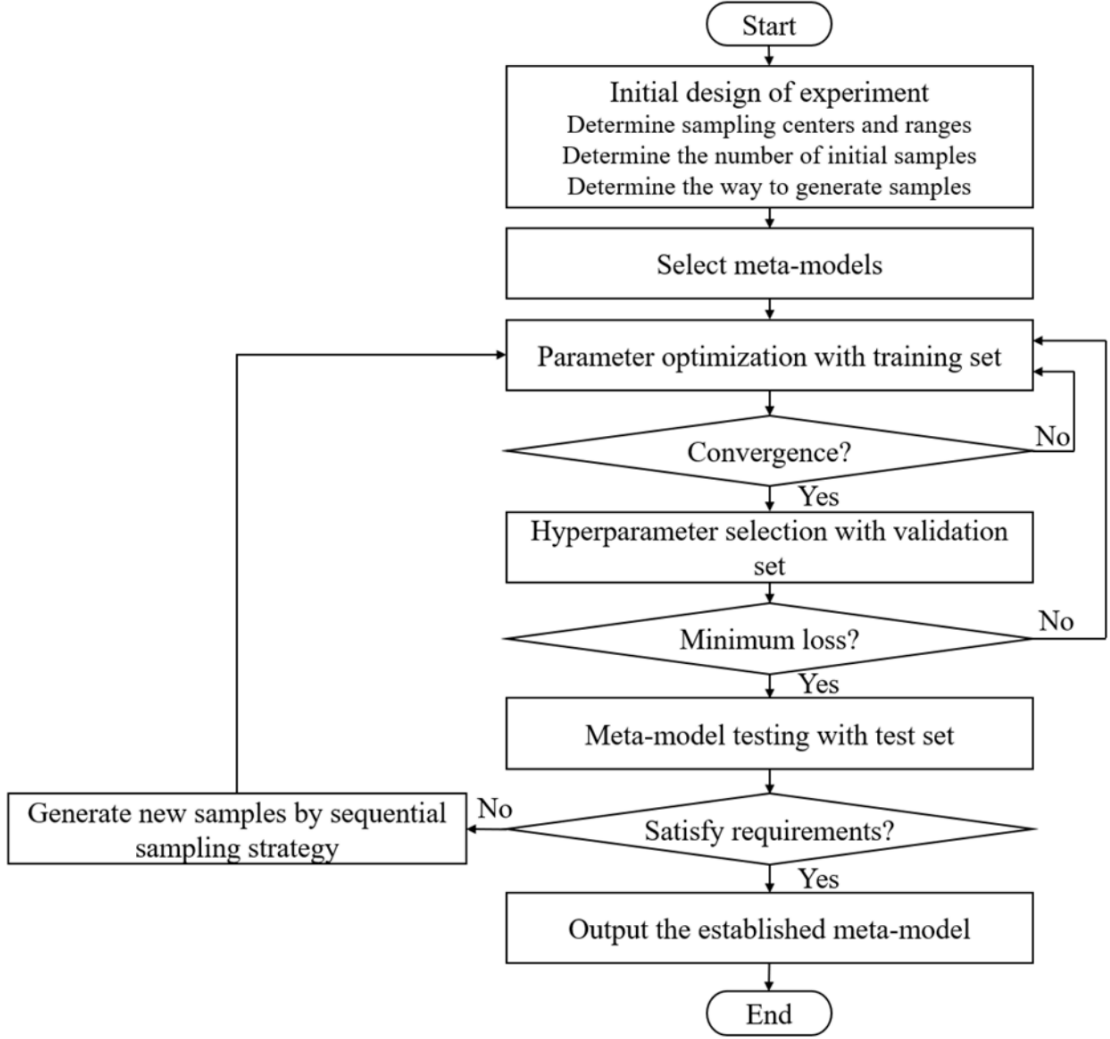 Start
Initial design of experiment
Determine sampling centers and ranges
Determine the number of initial samples
Determine the way to generate samples
Select meta-models
Parameter optimization with training set
Convergence?
No
Yes
Hyperparameter selection with validation
set
Minimum loss?
No
Yes
Meta-model testing with test set
Satisfy requirements?
No
Generate new samples by sequential
sampling strategy
Yes
Output the established meta-model
End